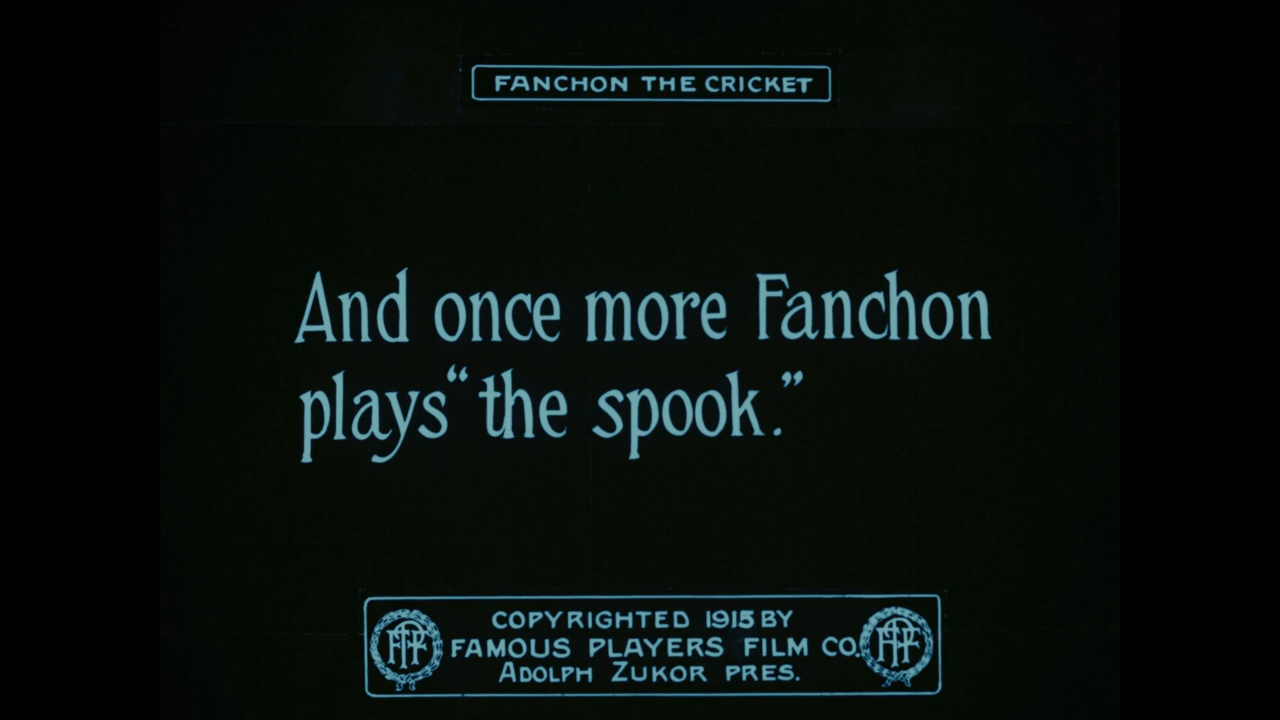 FANCHON THE CRICKET
And once more Fanchon
plays “the spook.”
COPYRIGHTED 1915 BY
FAMOUS PLAYERS FILM CO.
ADOLPH ZUKOR PRES.